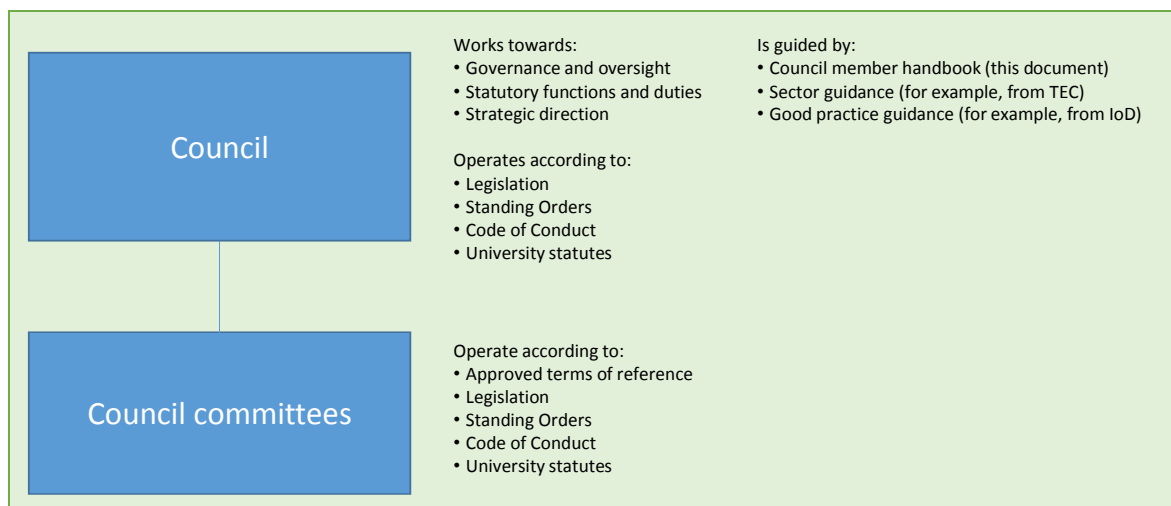 Council
Works towards:
• Governance and oversight
• Statutory functions and duties
• Strategic direction
Is guided by:
• Council member handbook (this document)
• Sector guidance (for example, from TEC)
• Good practice guidance (for example, from IoD)
Operates according to:
• Legislation
• Standing Orders
• Code of Conduct
• University statutes
Council committees
Operate according to:
• Approved terms of reference
• Legislation
• Standing Orders
• Code of Conduct
• University statutes